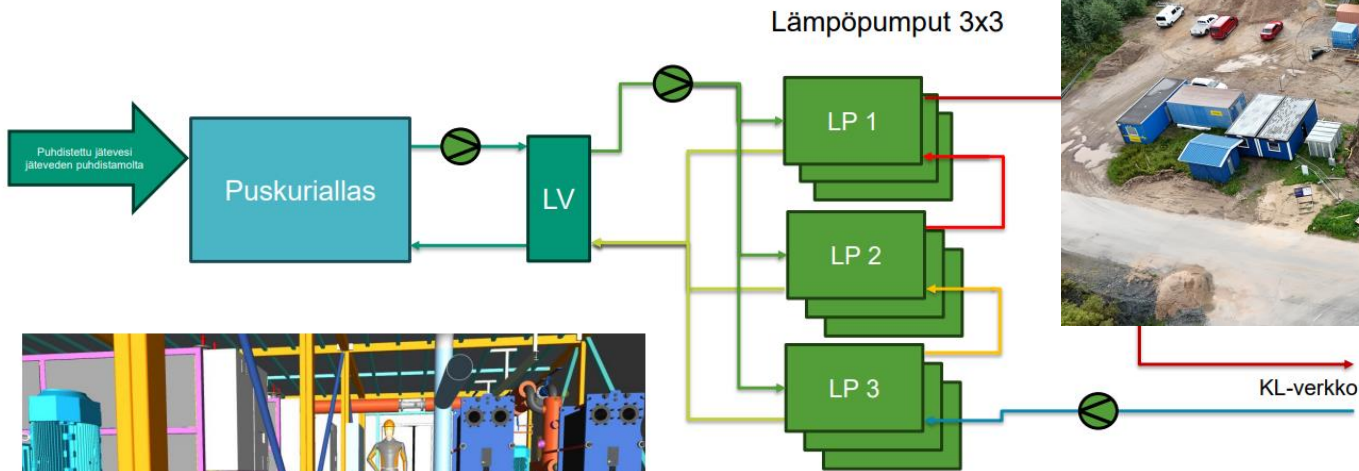 Lämpöpumput 3x3
Puhdistettu jätevesi
jäteveden puhdistamolta
Puskuriallas
LV
LP 1
LP 2
LP 3
KL-verkko